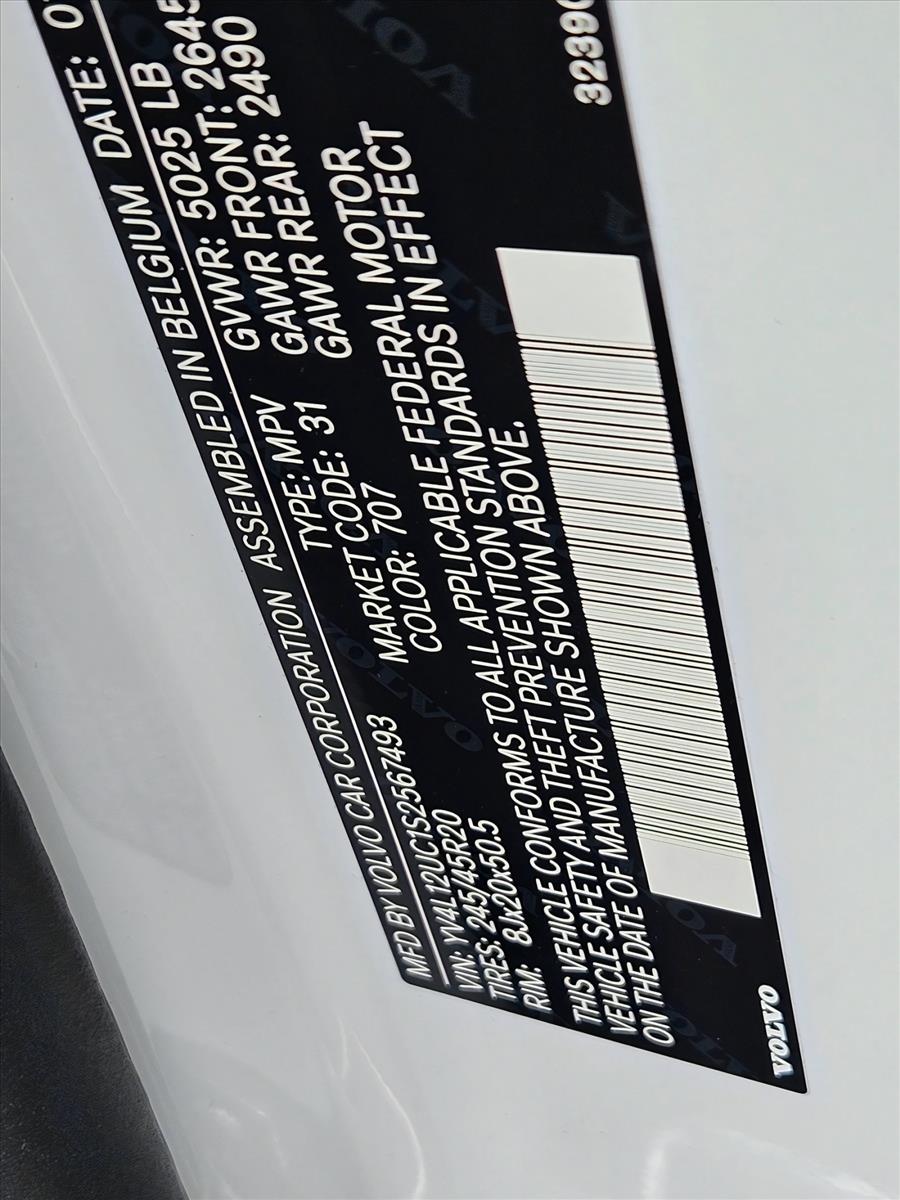 MFD BY VOLVO CAR CORPORATION ASSEMBLED IN BELGIUM DATE:
VIN: YV4L12UC1S2567493 TYPE: MPV GVWR: 5025 LB
TIRES: 245/45R20 MARKET CODE: 31 GAWR FRONT: 2645
RIM: 8Jx20x50.5 COLOR: 707 GAWR REAR: 2490
THIS VEHICLE CONFORMS TO ALL APPLICABLE FEDERAL MOTOR
VEHICLE SAFETY AND THEFT PREVENTION STANDARDS IN EFFECT
ON THE DATE OF MANUFACTURE SHOWN ABOVE.
VOLVO 3239